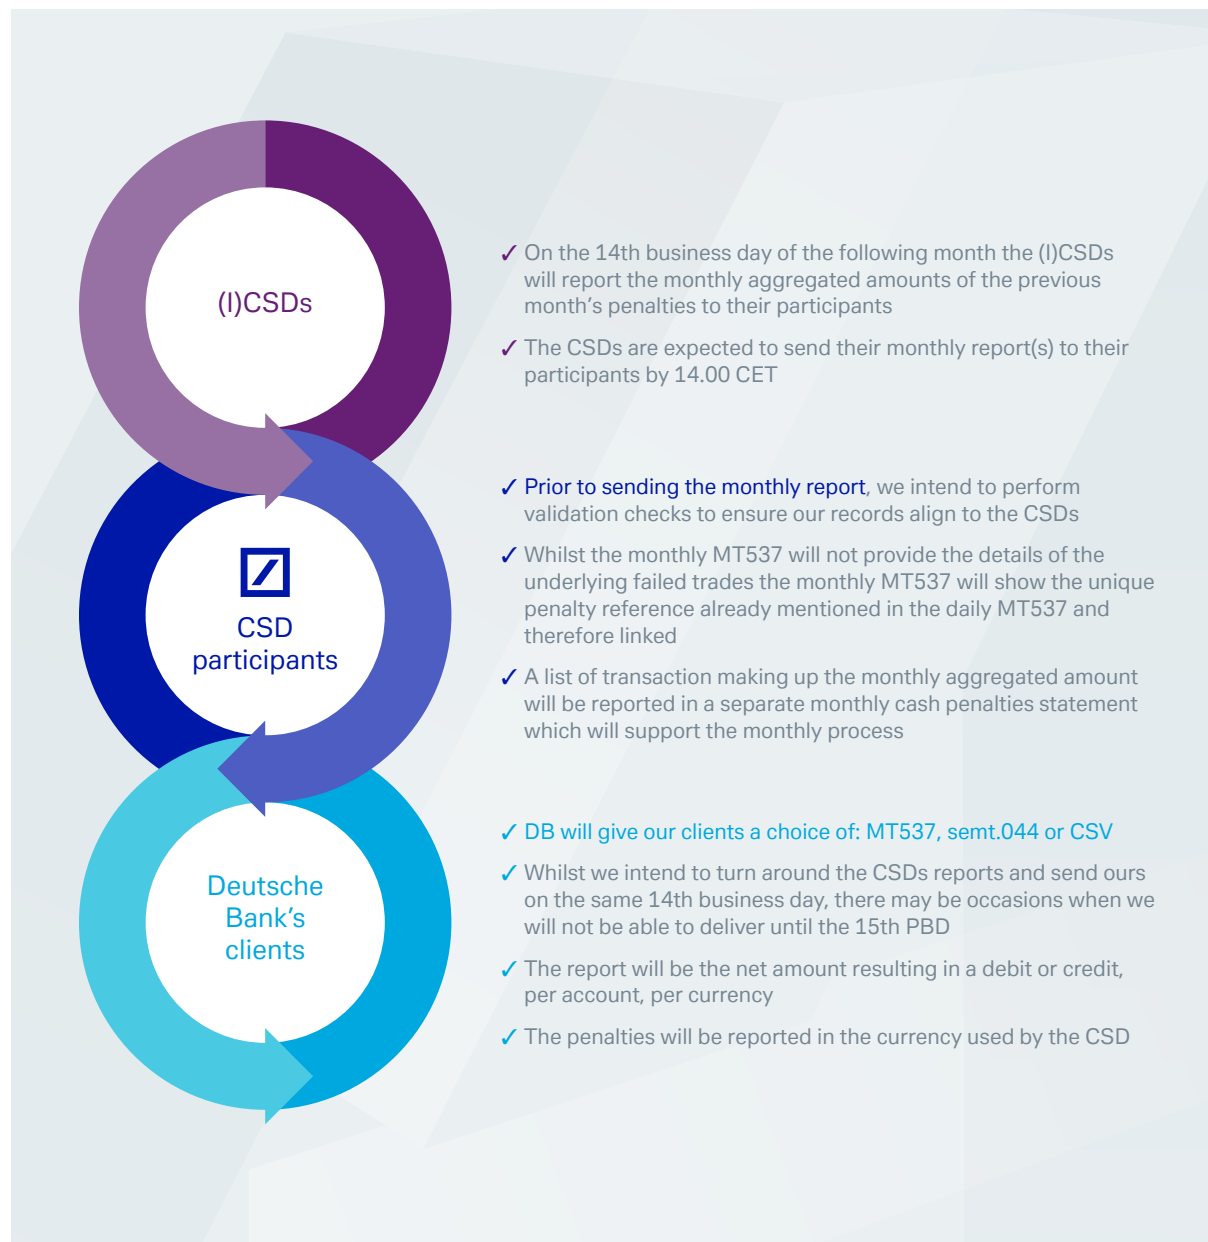 (I)CSDs
✓ On the 14th business day of the following month the (I)CSDs
will report the monthly aggregated amounts of the previous
month's penalties to their participants
✓ The CSDs are expected to send their monthly report(s) to their
participants by 14.00 CET
CSD
participants
✓ Prior to sending the monthly report, we intend to perform
validation checks to ensure our records align to the CSDs
✓ Whilst the monthly MT537 will not provide the details of the
underlying failed trades the monthly MT537 will show the unique
penalty reference already mentioned in the daily MT537 and
therefore linked
✓ A list of transaction making up the monthly aggregated amount
will be reported in a separate monthly cash penalties statement
which will support the monthly process
Deutsche
Bank's
clients
✓ DB will give our clients a choice of: MT537, semt.044 or CSV
✓ Whilst we intend to turn around the CSDs reports and send ours
on the same 14th business day, there may be occasions when we
will not be able to deliver until the 15th PBD
✓ The report will be the net amount resulting in a debit or credit,
per account, per currency
✓ The penalties will be reported in the currency used by the CSD